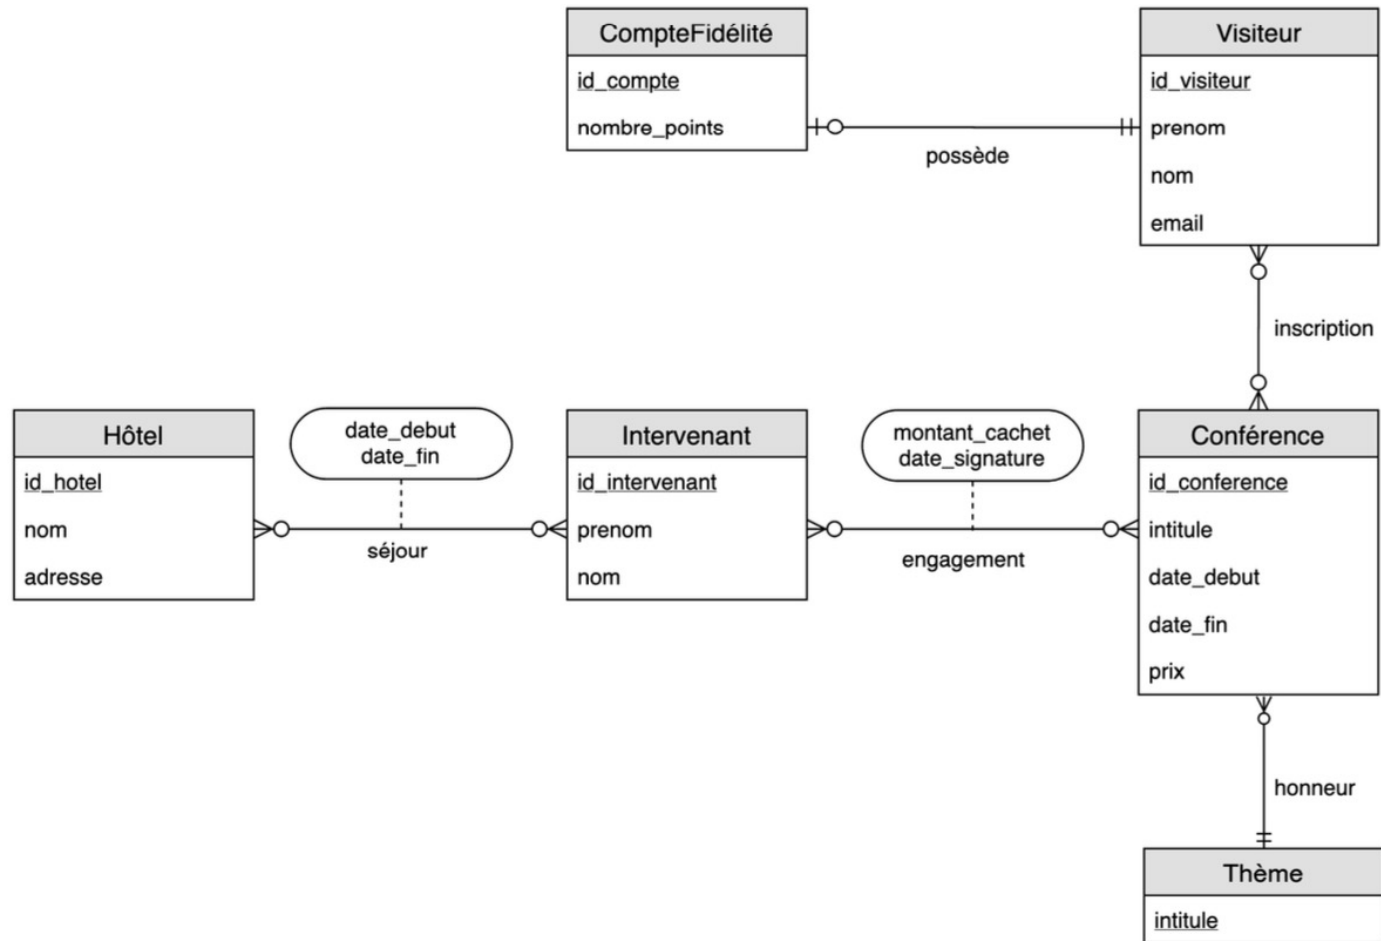 CompteFidélité
id_compte
nombre_points
possède
Visiteur
id_visiteur
prenom
nom
email
inscription
Hôtel
id_hotel
nom
adresse
date_debut
date_fin
séjour
Intervenant
id_intervenant
prenom
nom
montant_cachet
date_signature
engagement
Conférence
id_conference
intitule
date_debut
date_fin
prix
honneur
Thème
intitule